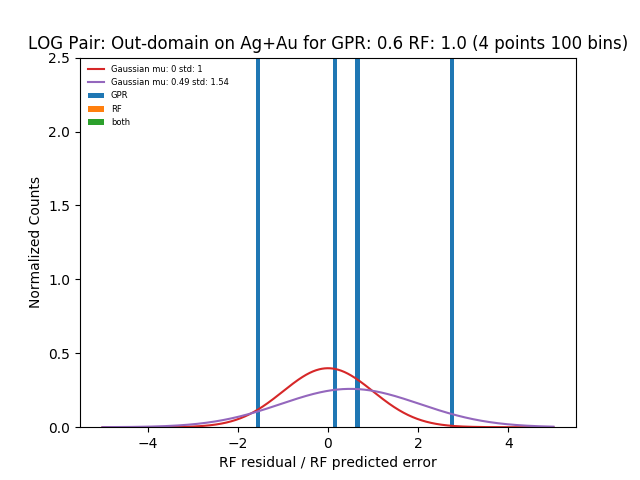 LOG Pair: Out-domain on Ag+Au for GPR: 0.6 RF: 1.0 (4 points 100 bins)
2.5
2.0
1.5
1.0
0.5
0.0
Normalized Counts
Gaussian mu: 0 std: 1
Gaussian mu: 0.49 std: 1.54
GPR
RF
both
−4
−2
0
2
4
RF residual / RF predicted error